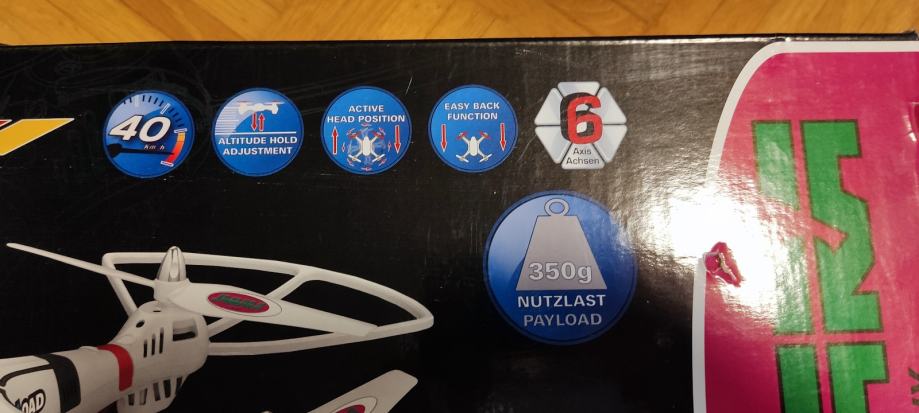 40
Km h
ALTITUDE HOLD
ADJUSTMENT
ACTIVE
HEAD POSITION
EASY BACK
FUNCTION
6
Axis
Achsen
350g
NUTZLAST
PAYLOAD